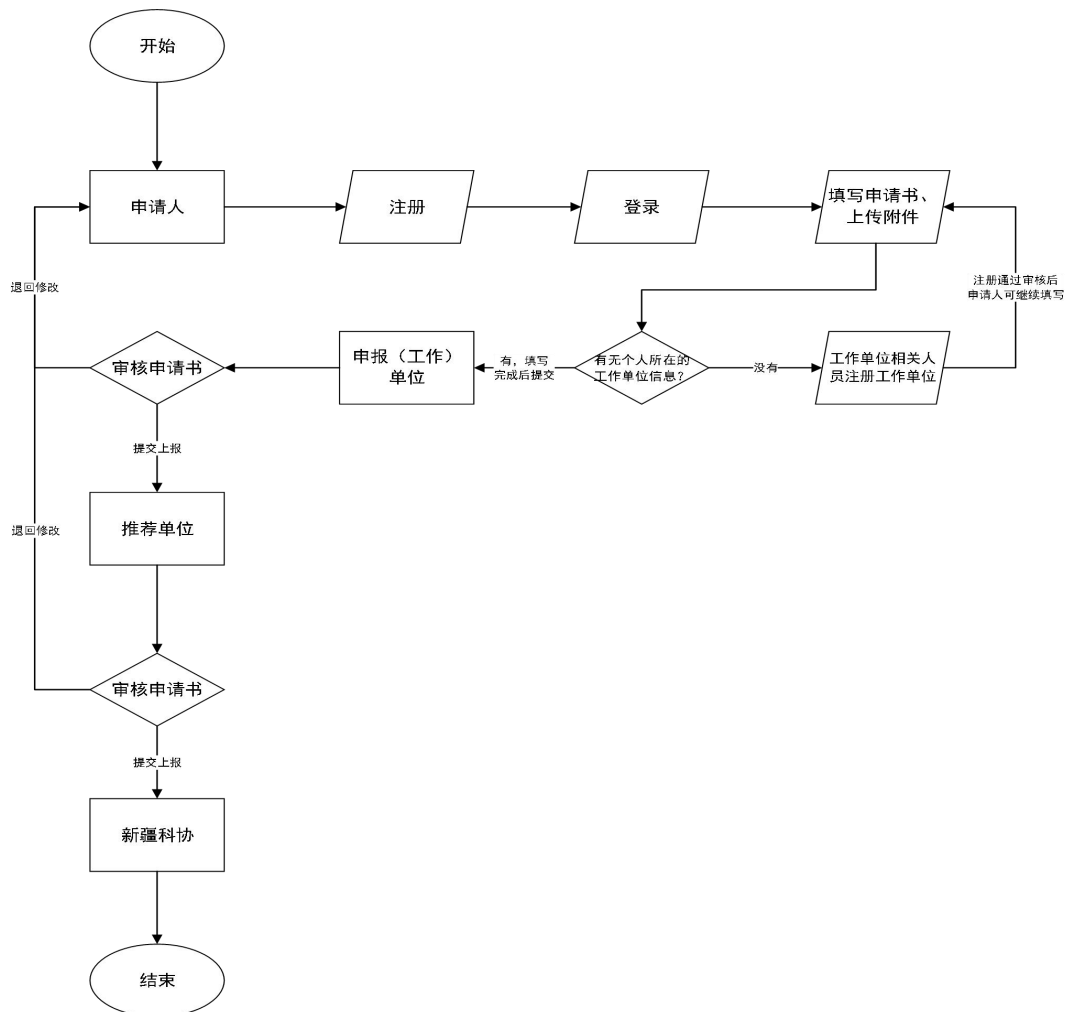 开始
申请人
注册
登录
填写申请书、
上传附件
退回修改
注册通过审核后
申请人可继续填写
审核申请书
申报（工作）
单位
有，填写
完成后提交
有无个人所在的
工作单位信息？
没有
工作单位相关人
员注册工作单位
提交上报
推荐单位
退回修改
审核申请书
提交上报
新疆科协
结束